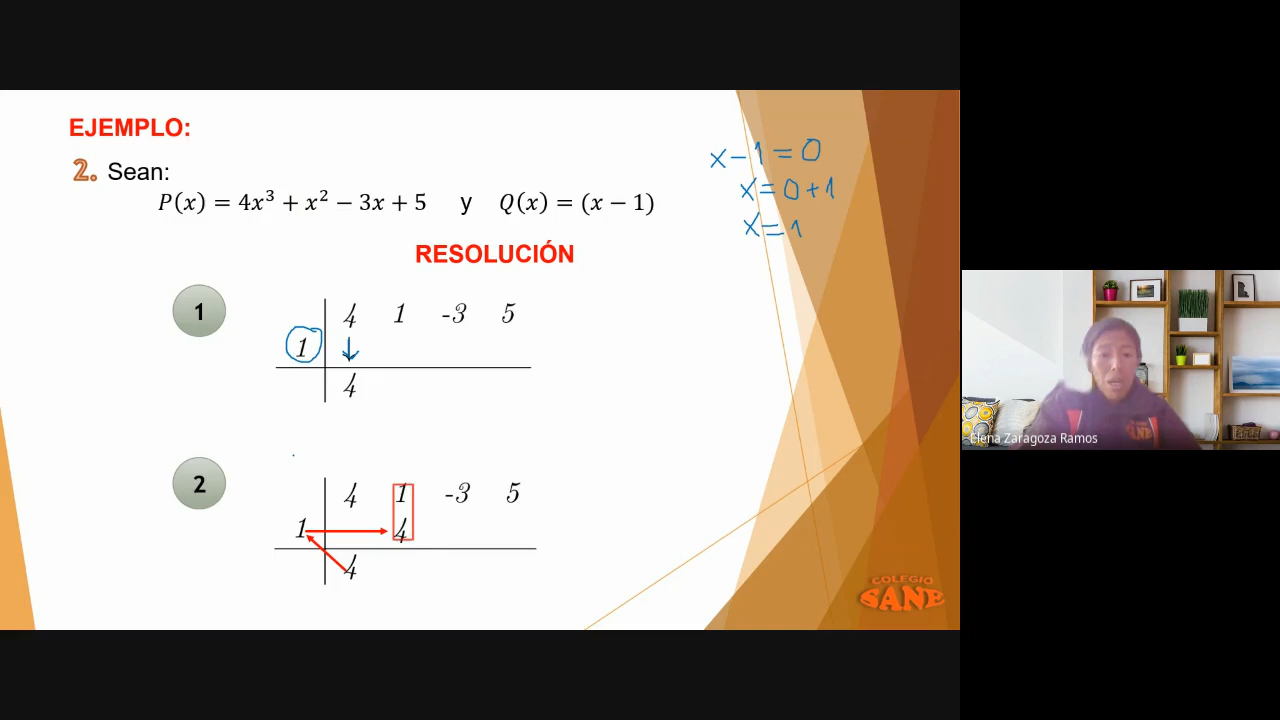 EJEMPLO:
2. Sean:
P(x) = 4x³ + x² − 3x + 5 y Q(x) = (x − 1)
x − 1 = 0
x = 0 + 1
x = 1
RESOLUCIÓN
1
4 1 -3 5
1
4
2
4 1 -3 5
1 4
4
COLEGIO
SANE
Elena Zaragoza Ramos
SANE